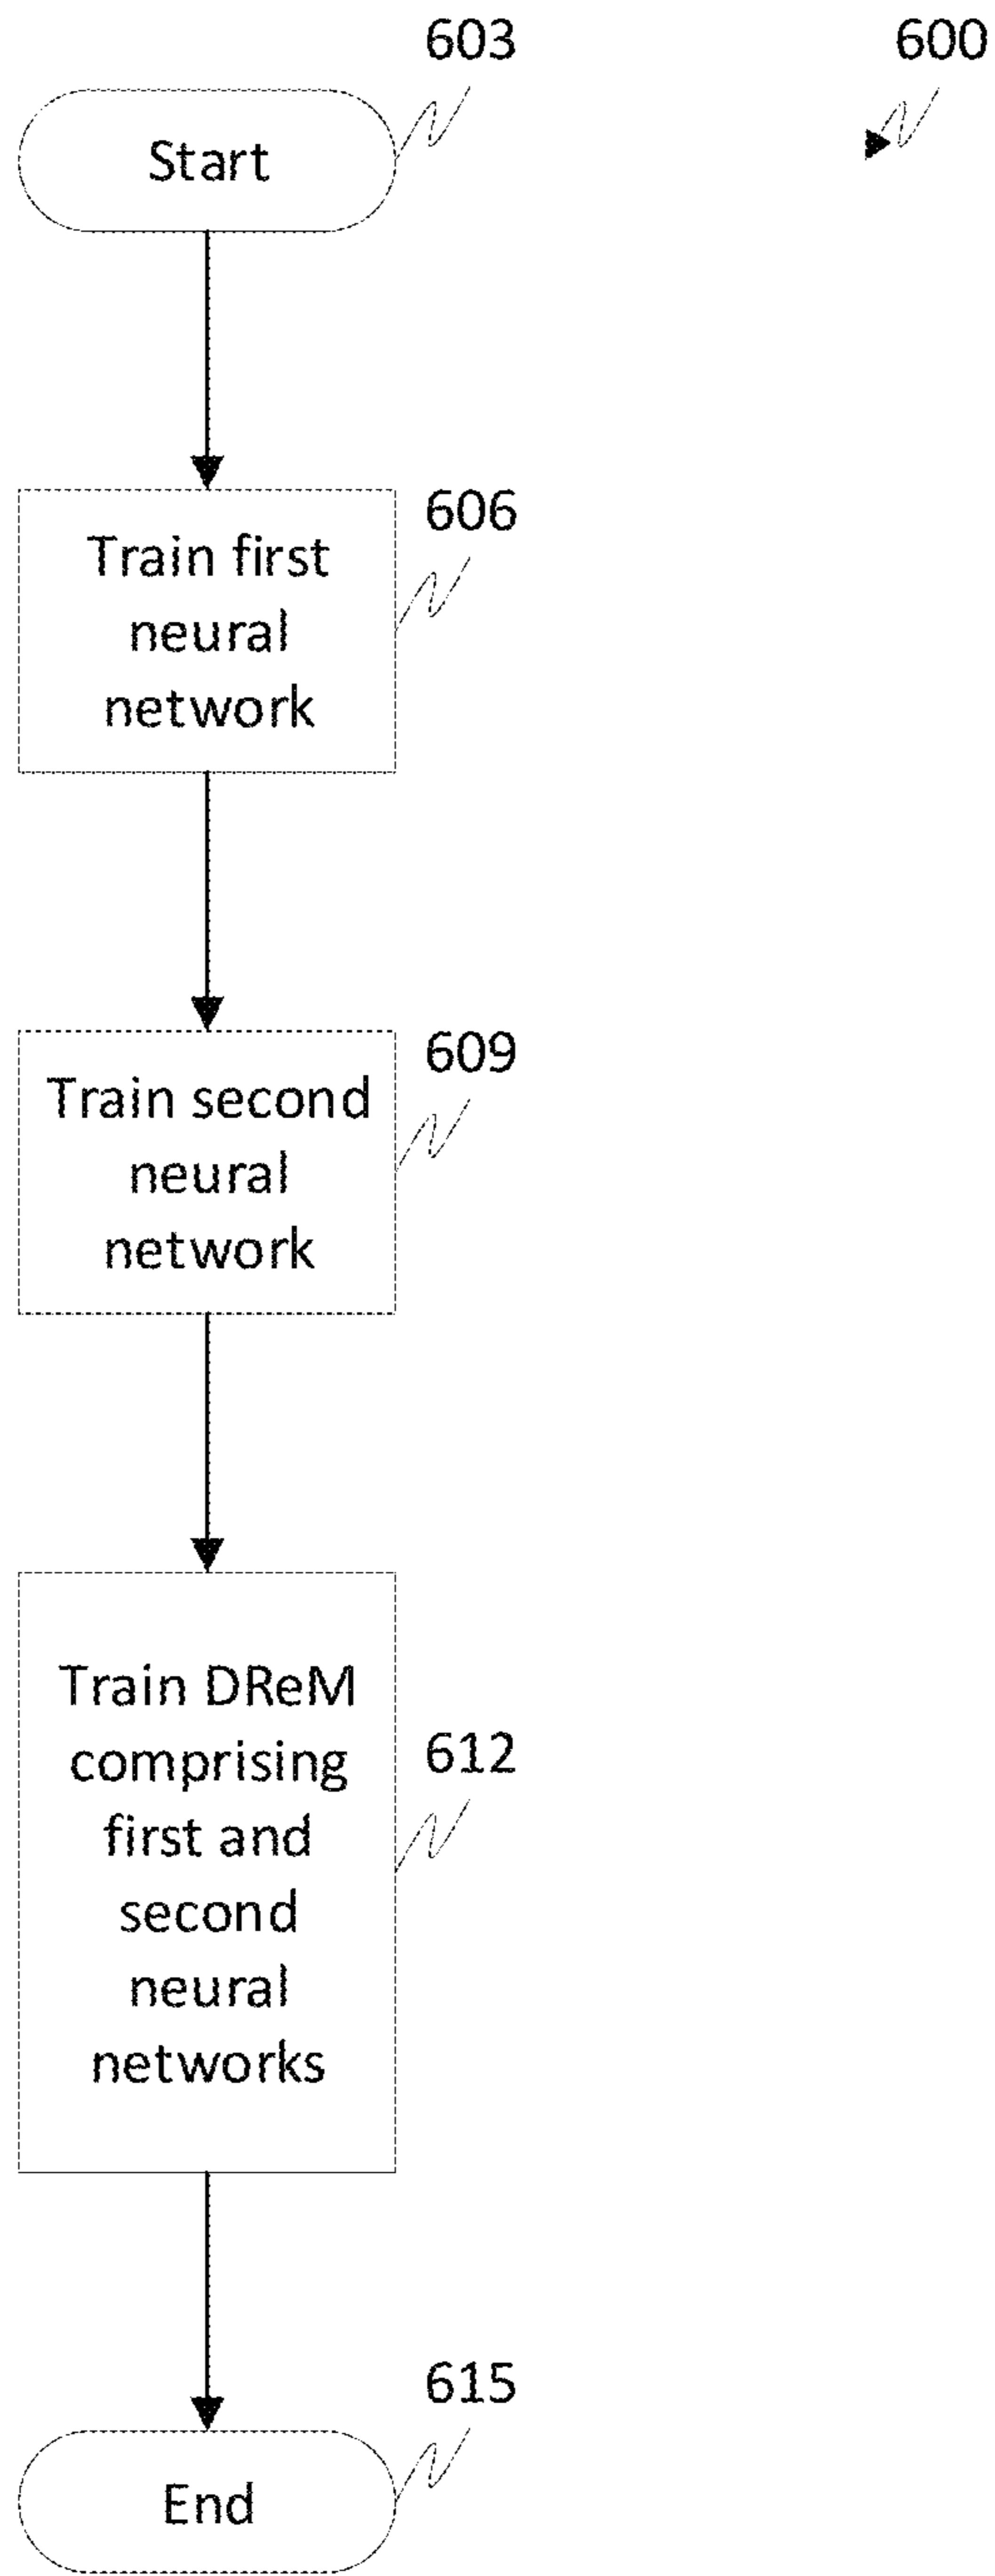 603
600
Start
606
Train first
neural
network
609
Train second
neural
network
612
Train DReM
comprising
first and
second
neural
networks
615
End